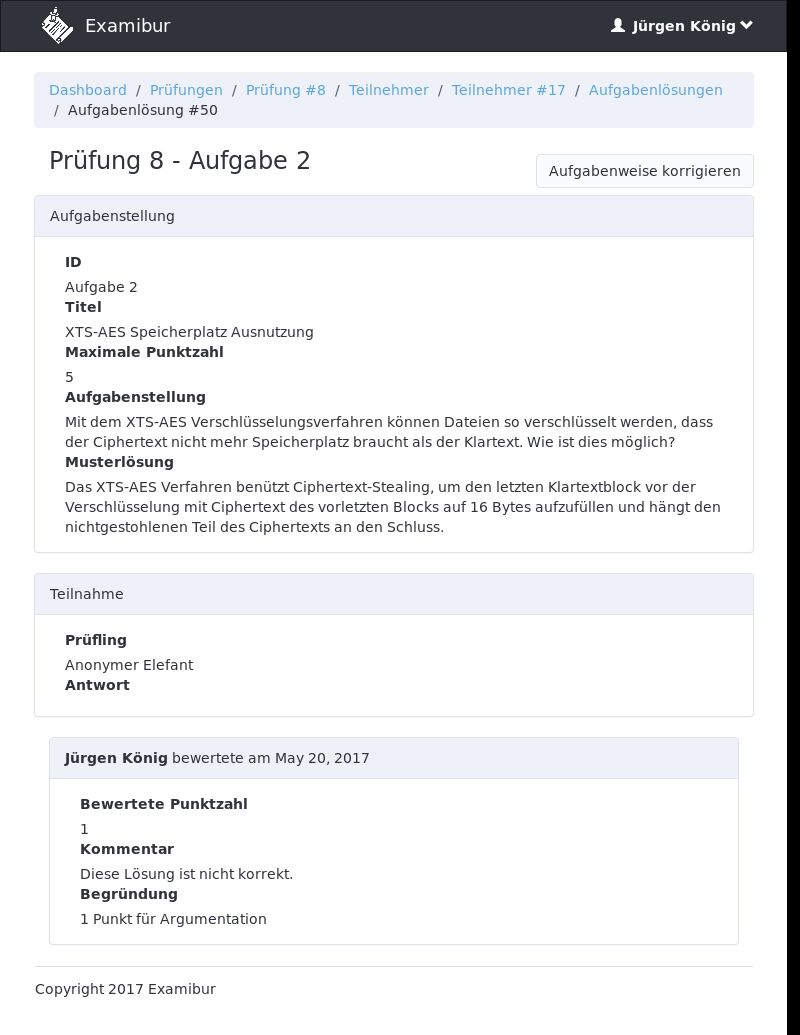 Examibur
Jürgen König
Dashboard / Prüfungen / Prüfung #8 / Teilnehmer / Teilnehmer #17 / Aufgabenlösungen
/ Aufgabenlösung #50
Prüfung 8 - Aufgabe 2
Aufgabenweise korrigieren
Aufgabenstellung
ID
Aufgabe 2
Titel
XTS-AES Speicherplatz Ausnutzung
Maximale Punktzahl
5
Aufgabenstellung
Mit dem XTS-AES Verschlüsselungsverfahren können Dateien so verschlüsselt werden, dass
der Ciphertext nicht mehr Speicherplatz braucht als der Klartext. Wie ist dies möglich?
Musterlösung
Das XTS-AES Verfahren benützt Ciphertext-Stealing, um den letzten Klartextblock vor der
Verschlüsselung mit Ciphertext des vorletzten Blocks auf 16 Bytes aufzufüllen und hängt den
nichtgestohlenen Teil des Ciphertexts an den Schluss.
Teilnahme
Prüfling
Anonymer Elefant
Antwort
Jürgen König bewertete am May 20, 2017
Bewertete Punktzahl
1
Kommentar
Diese Lösung ist nicht korrekt.
Begründung
1 Punkt für Argumentation
Copyright 2017 Examibur